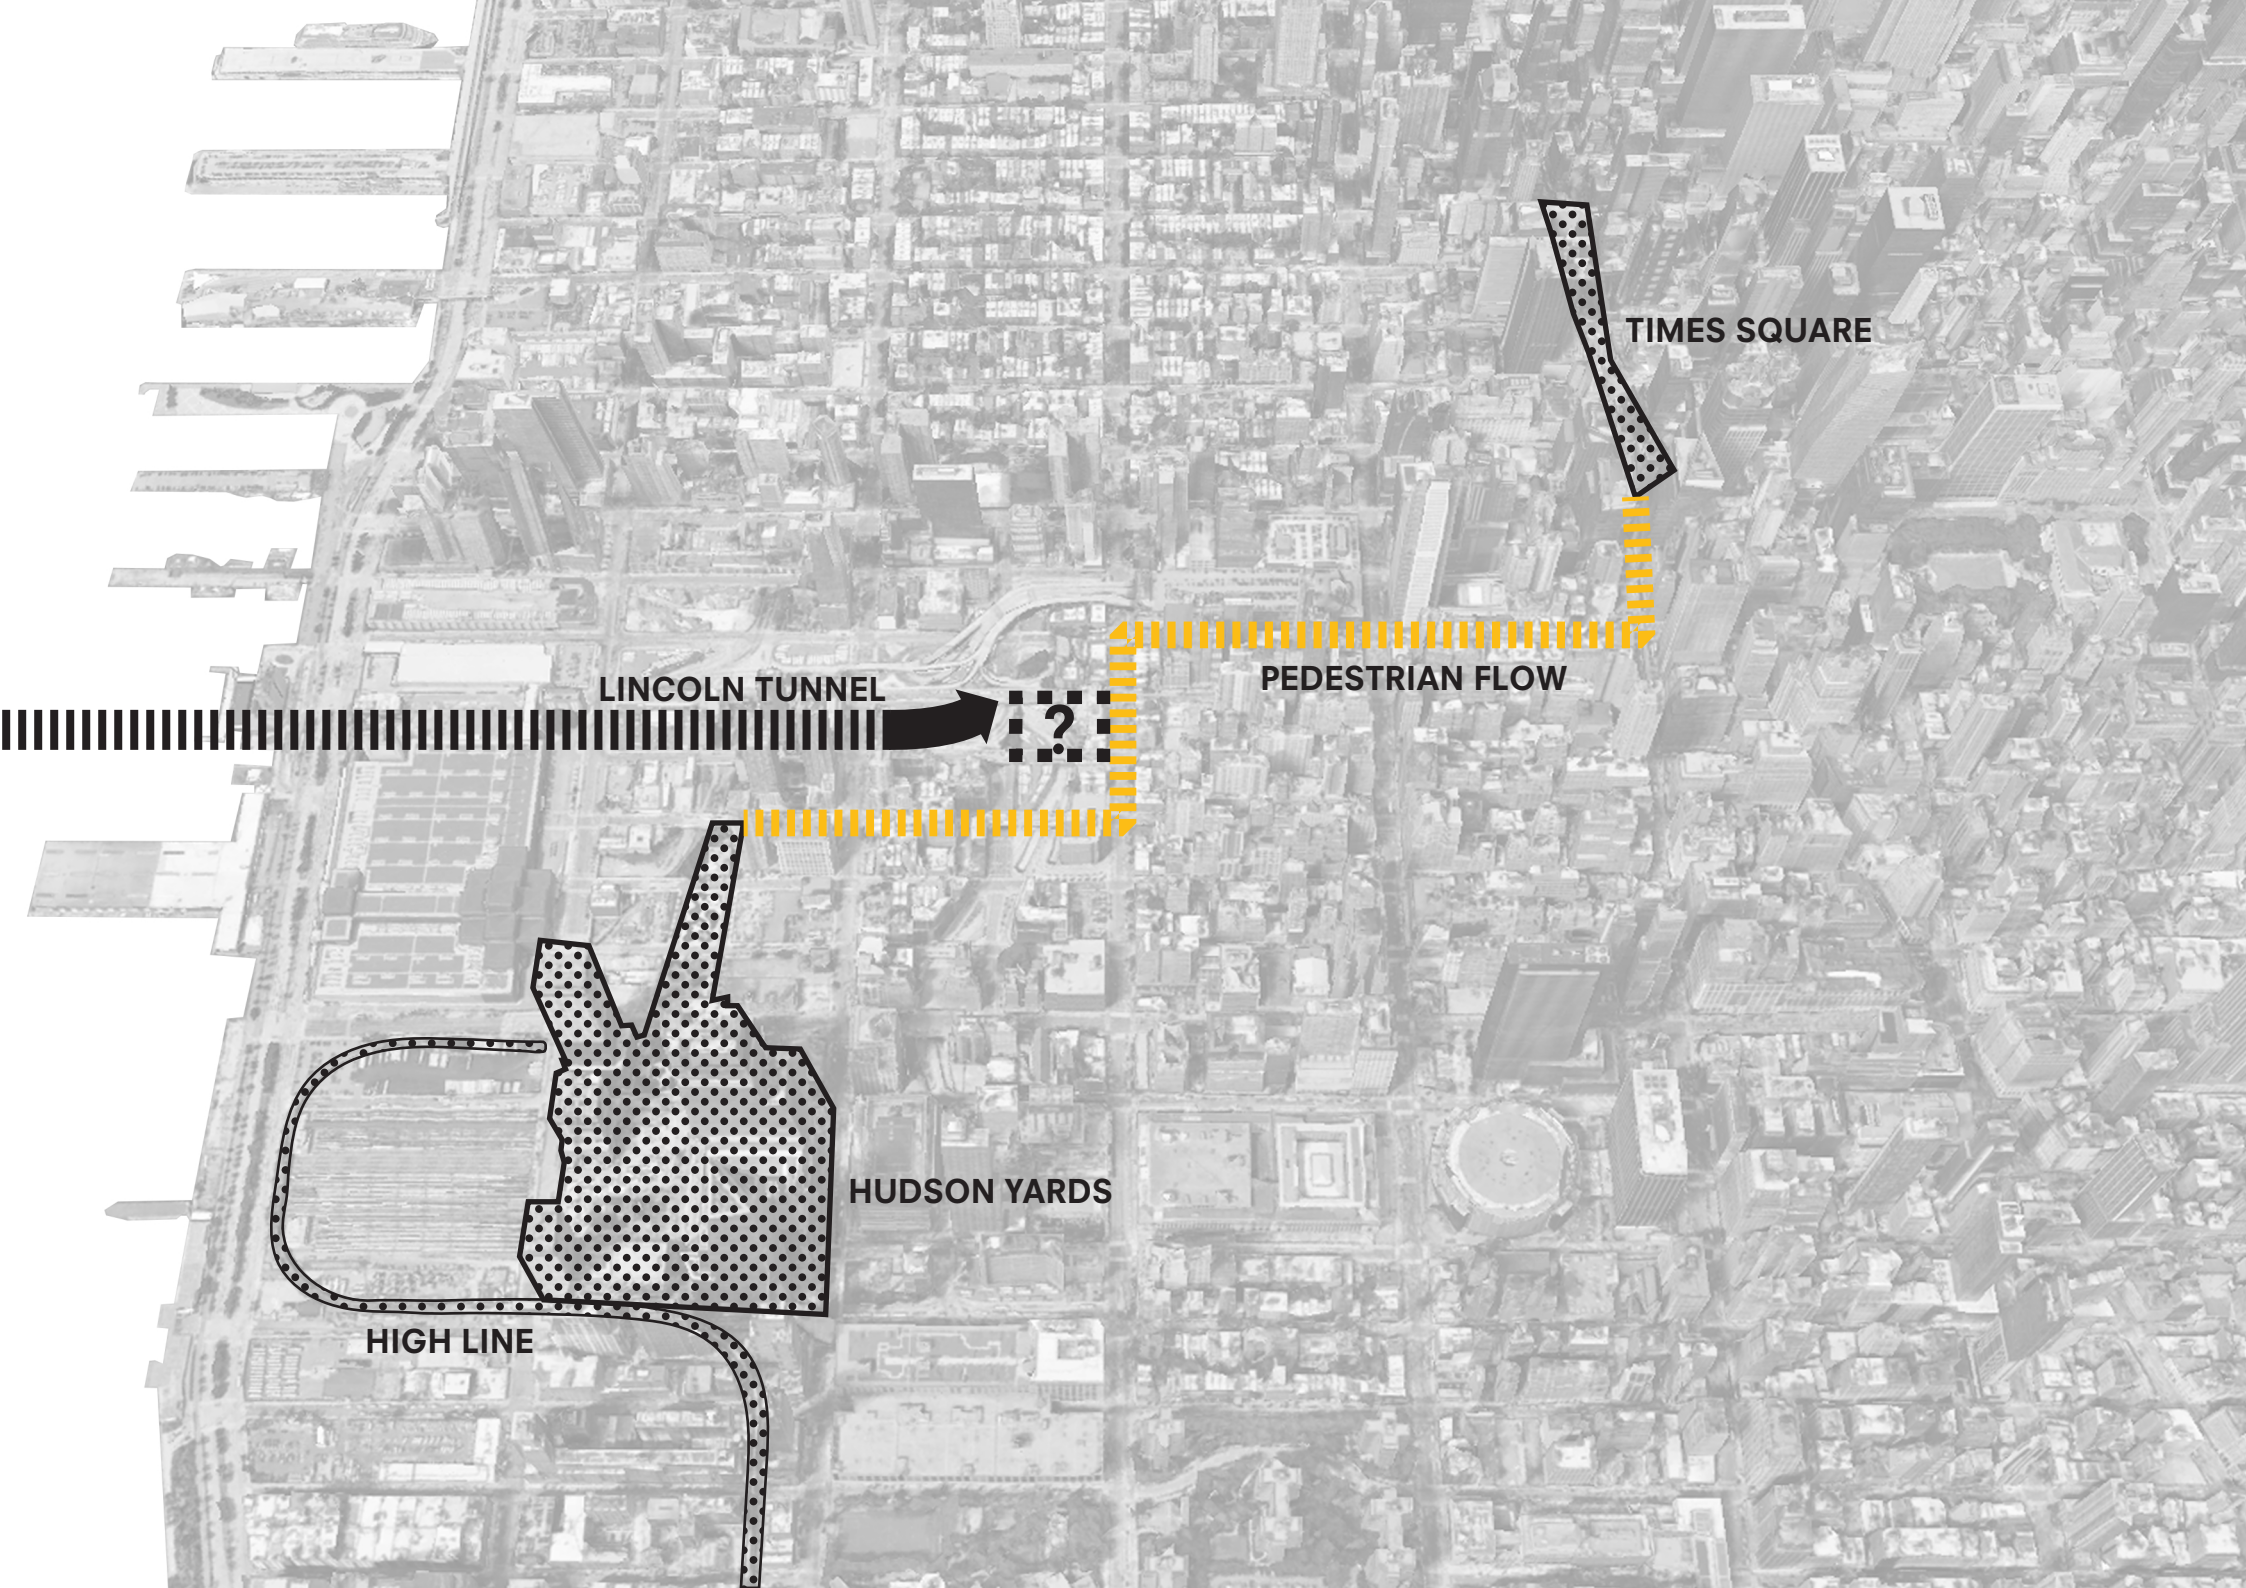 TIMES SQUARE
PEDESTRIAN FLOW
LINCOLN TUNNEL
?
HUDSON YARDS
HIGH LINE